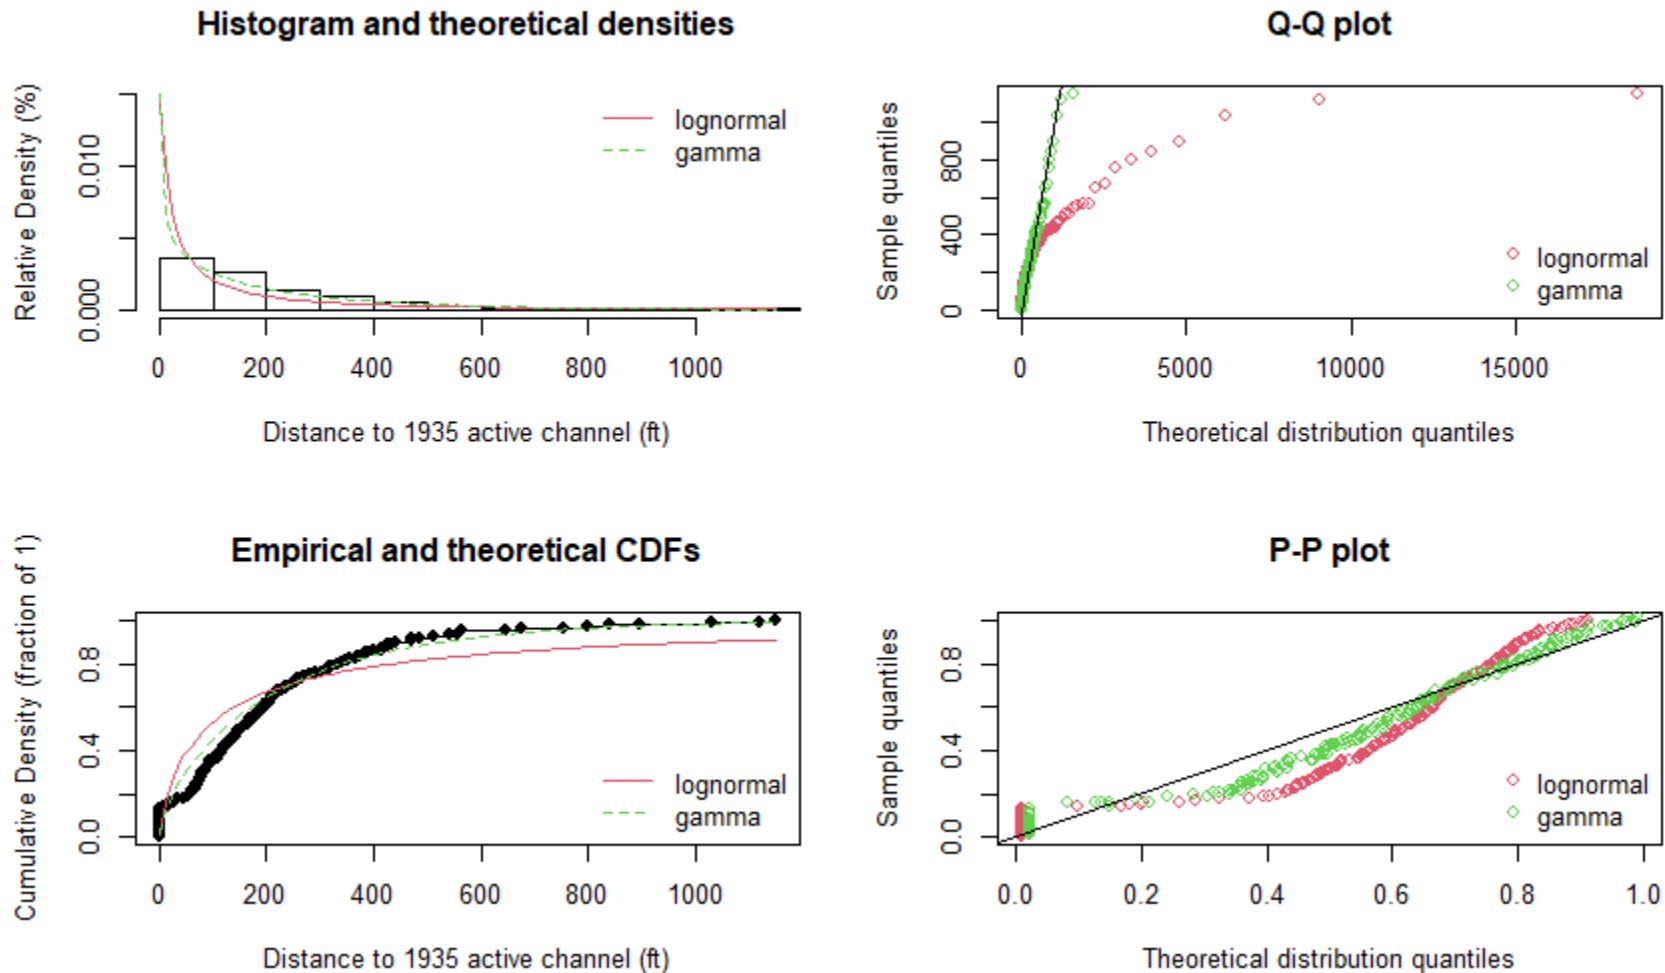 Histogram and theoretical densities
Relative Density (%)
0.000 0.010
lognormal
gamma
0 200 400 600 800 1000
Distance to 1935 active channel (ft)
Q-Q plot
Sample quantiles
0 400 800
lognormal
gamma
0 5000 10000 15000
Theoretical distribution quantiles
Empirical and theoretical CDFs
Cumulative Density (fraction of 1)
0.0 0.4 0.8
lognormal
gamma
0 200 400 600 800 1000
Distance to 1935 active channel (ft)
P-P plot
Sample quantiles
0.0 0.4 0.8
lognormal
gamma
0.0 0.2 0.4 0.6 0.8 1.0
Theoretical distribution quantiles